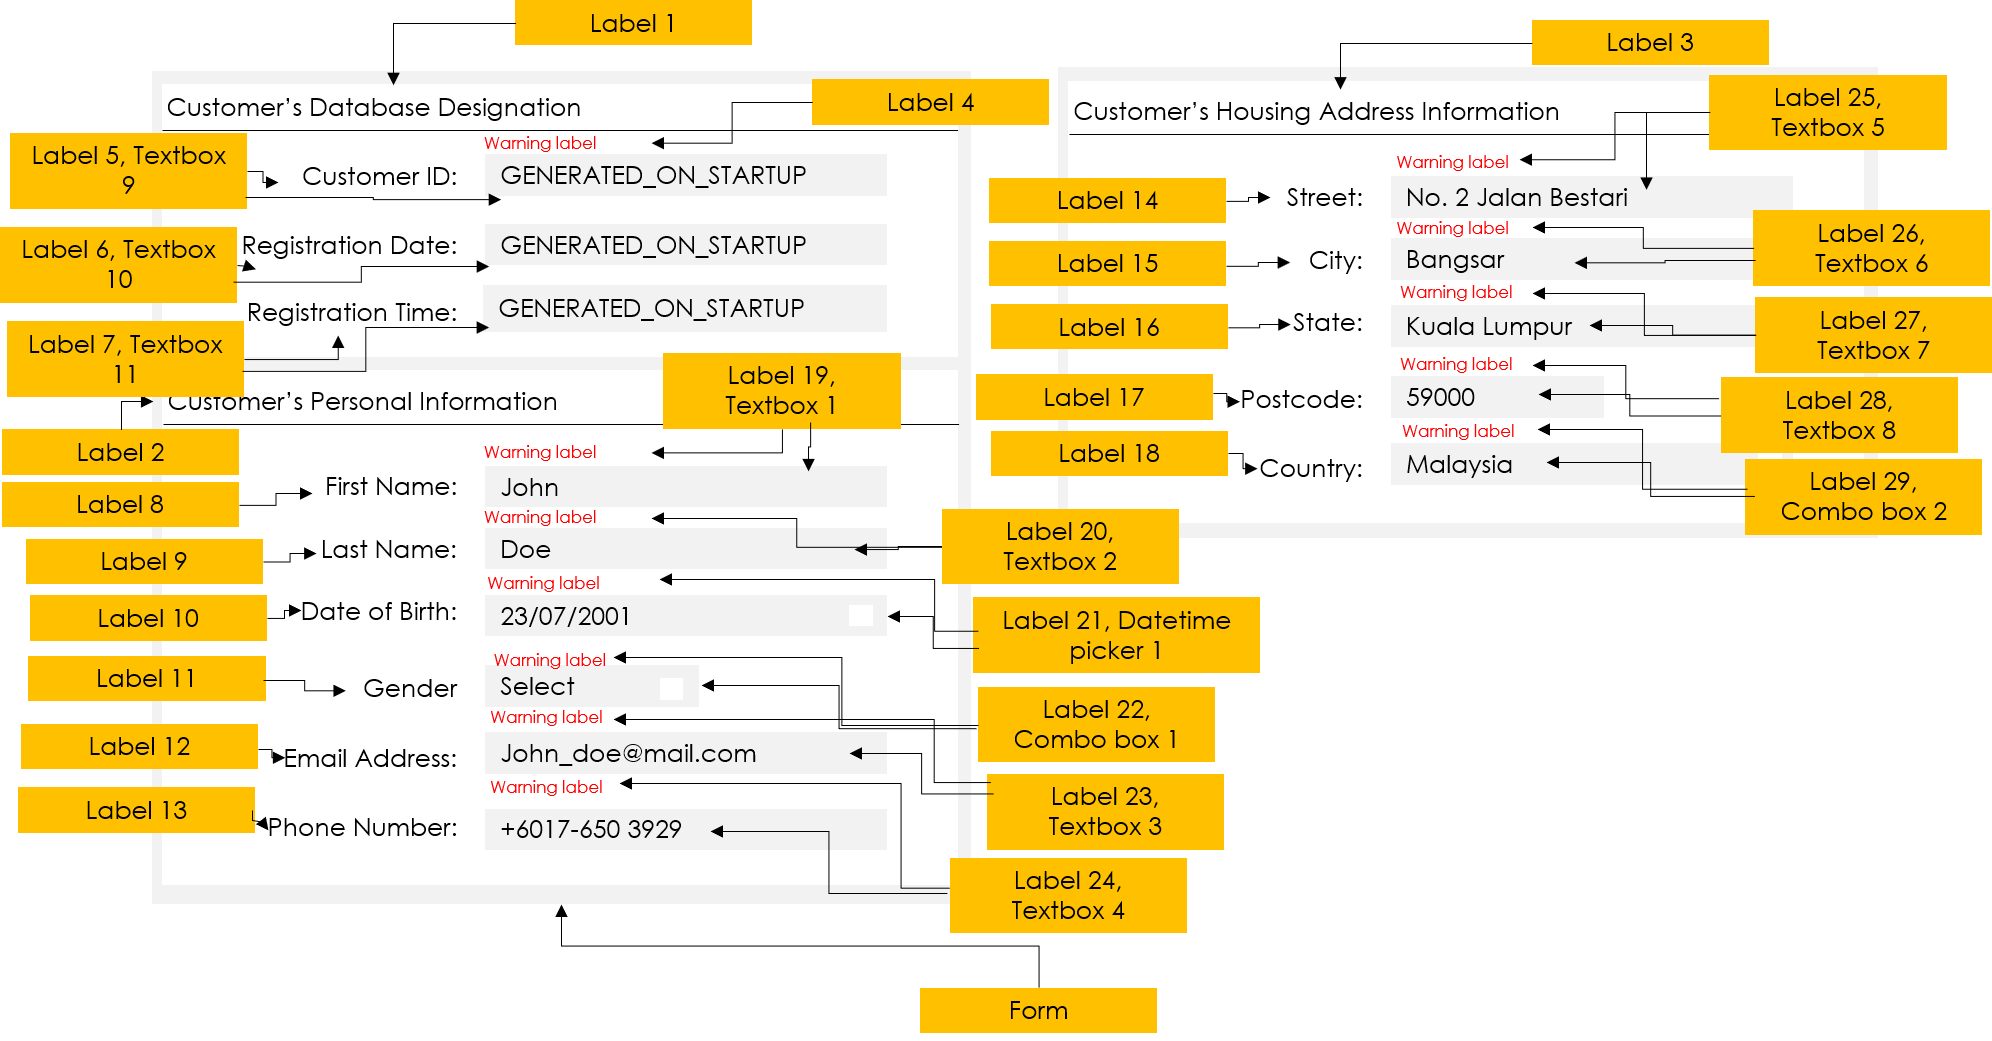 Label 1
Label 3
Customer's Database Designation
Label 4
Warning label
Label 5, Textbox
9
Customer ID:
GENERATED_ON_STARTUP
Label 6, Textbox
10
Registration Date:
GENERATED_ON_STARTUP
Label 7, Textbox
11
Registration Time:
GENERATED_ON_STARTUP
Label 2
Customer's Personal Information
Label 19,
Textbox 1
Warning label
Label 8
First Name:
John
Warning label
Label 20,
Textbox 2
Label 9
Last Name:
Doe
Warning label
Label 21, Datetime
picker 1
Label 10
Date of Birth:
23/07/2001
Warning label
Label 22,
Combo box 1
Label 11
Gender
Select
Warning label
Label 23,
Textbox 3
Label 12
Email Address:
John_doe@mail.com
Warning label
Label 24,
Textbox 4
Label 13
Phone Number:
+6017-650 3929
Form
Customer's Housing Address Information
Label 25,
Textbox 5
Warning label
Label 14
Street:
No. 2 Jalan Bestari
Warning label
Label 26,
Textbox 6
Label 15
City:
Bangsar
Warning label
Label 27,
Textbox 7
Label 16
State:
Kuala Lumpur
Warning label
Label 28,
Textbox 8
Label 17
Postcode:
59000
Warning label
Label 29,
Combo box 2
Label 18
Country:
Malaysia